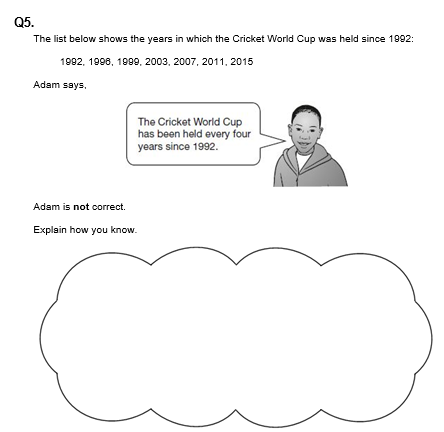 Q5.
The list below shows the years in which the Cricket World Cup was held since 1992:
1992, 1996, 1999, 2003, 2007, 2011, 2015
Adam says,
The Cricket World Cup
has been held every four
years since 1992.
Adam is not correct.
Explain how you know.